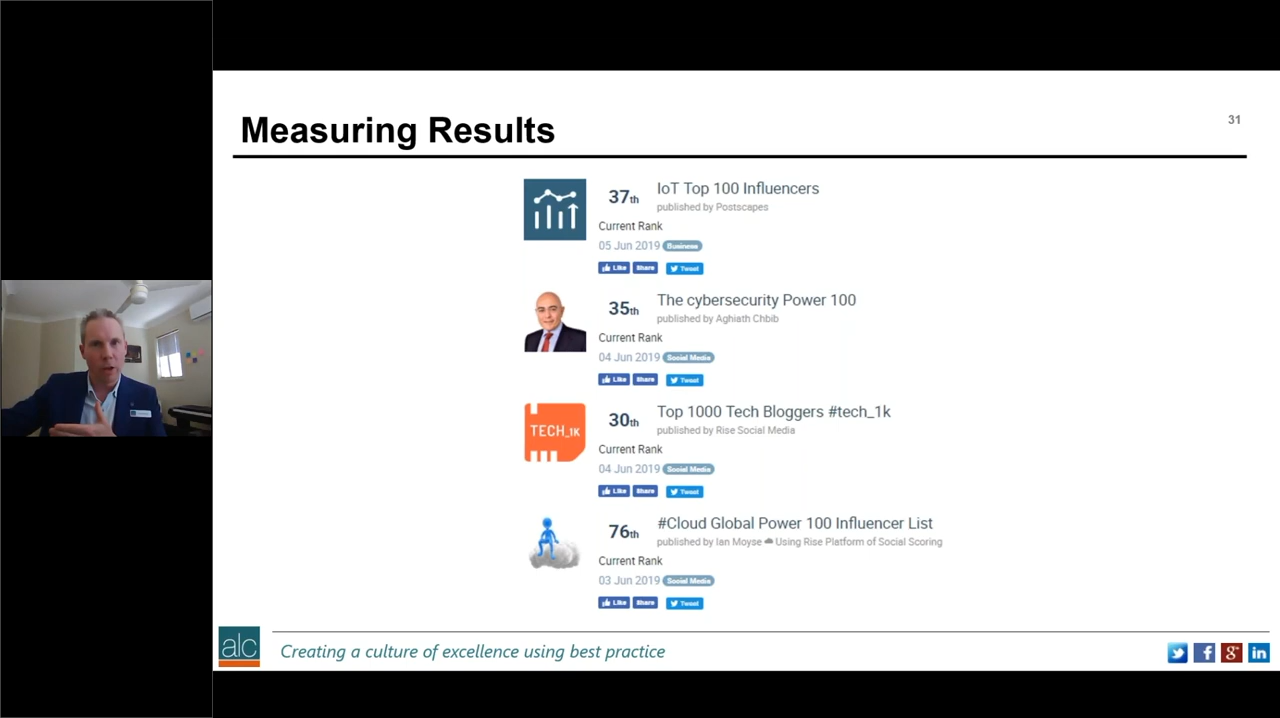 Measuring Results
31
37th
IoT Top 100 Influencers
published by Postscapes
Current Rank
05 Jun 2019 Business
Like Share Tweet
35th
The cybersecurity Power 100
published by Aghiath Chbib
Current Rank
04 Jun 2019 Social Media
Like Share Tweet
TECH_1K
30th
Top 1000 Tech Bloggers #tech_1k
published by Rise Social Media
Current Rank
04 Jun 2019 Social Media
Like Share Tweet
76th
#Cloud Global Power 100 Influencer List
published by Ian Moyse Using Rise Platform of Social Scoring
Current Rank
03 Jun 2019 Social Media
Like Share Tweet
alc
Creating a culture of excellence using best practice
f g+ in